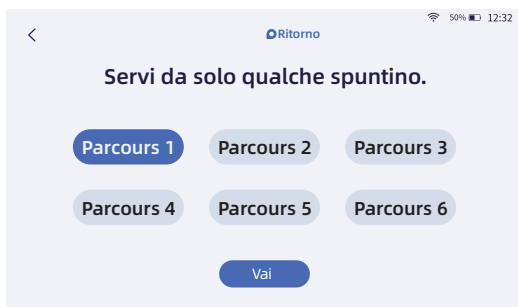 50% 12:32
Ritorno
Servi da solo qualche spuntino.
Parcours 1 Parcours 2 Parcours 3
Parcours 4 Parcours 5 Parcours 6
Vai